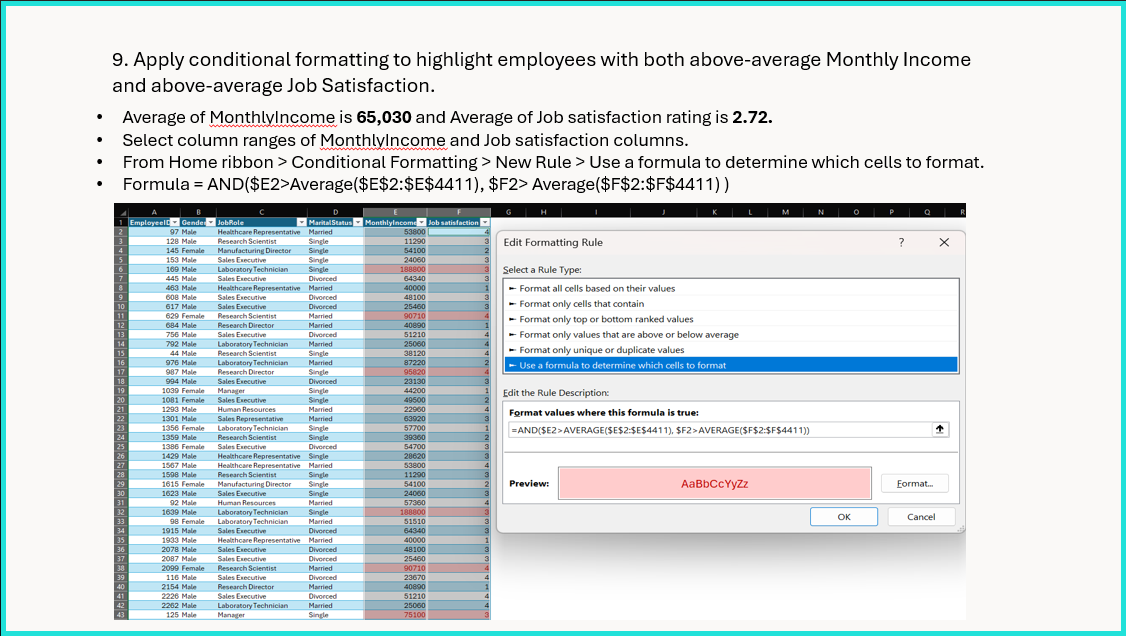 9. Apply conditional formatting to highlight employees with both above-average Monthly Income
and above-average Job Satisfaction.
• Average of MonthlyIncome is 65,030 and Average of Job satisfaction rating is 2.72.
• Select column ranges of MonthlyIncome and Job satisfaction columns.
• From Home ribbon > Conditional Formatting > New Rule > Use a formula to determine which cells to format.
• Formula = AND($E2>Average($E$2:$E$4411), $F2> Average($F$2:$F$4411) )
A B C D E F G H I J K L M N O P Q R
1 EmployeeID Gender JobRole MaritalStatus MonthlyIncome Job satisfaction
2 97 Male Healthcare Representative Married 53800 4
3 128 Male Research Scientist Single 11290 3
4 145 Female Manufacturing Director Single 54100 2
5 153 Male Sales Executive Single 24060 3
6 169 Male Laboratory Technician Single 188800 3
7 445 Male Sales Executive Divorced 64340 3
8 463 Male Healthcare Representative Married 40000 1
9 608 Male Sales Executive Divorced 48100 3
10 617 Male Sales Executive Divorced 25460 3
11 629 Female Research Scientist Married 90710 4
12 684 Male Research Director Married 40890 1
13 756 Male Sales Executive Divorced 51210 4
14 792 Male Laboratory Technician Married 25060 4
15 44 Male Research Scientist Single 38120 4
16 976 Male Laboratory Technician Married 87220 2
17 987 Male Research Director Single 95820 4
18 994 Male Sales Executive Divorced 23130 3
19 1039 Female Manager Single 44200 1
20 1081 Female Sales Executive Single 49500 2
21 1293 Male Human Resources Married 22960 4
22 1301 Male Sales Representative Married 63920 3
23 1356 Female Laboratory Technician Single 57700 1
24 1359 Male Research Scientist Single 39360 2
25 1386 Female Sales Executive Divorced 54700 3
26 1429 Male Healthcare Representative Single 28620 3
27 1567 Male Healthcare Representative Married 53800 4
28 1598 Male Research Scientist Single 11290 3
29 1615 Female Manufacturing Director Single 54100 2
30 1623 Male Sales Executive Single 24060 3
31 92 Male Human Resources Married 57360 4
32 1639 Male Laboratory Technician Single 188800 3
33 98 Female Laboratory Technician Married 51510 3
34 1915 Male Sales Executive Divorced 64340 3
35 1933 Male Healthcare Representative Married 40000 1
36 2078 Male Sales Executive Divorced 48100 3
37 2087 Male Sales Executive Divorced 25460 3
38 2099 Female Research Scientist Married 90710 4
39 116 Male Sales Executive Divorced 23670 4
40 2154 Male Research Director Married 40890 1
41 2226 Male Sales Executive Divorced 51210 4
42 2262 Male Laboratory Technician Married 25060 4
43 125 Male Manager Single 75100 3
Edit Formatting Rule ? ×
Select a Rule Type:
► Format all cells based on their values
► Format only cells that contain
► Format only top or bottom ranked values
► Format only values that are above or below average
► Format only unique or duplicate values
► Use a formula to determine which cells to format
Edit the Rule Description:
Format values where this formula is true:
=AND($E2>AVERAGE($E$2:$E$4411), $F2>AVERAGE($F$2:$F$4411))
Preview: AaBbCcYyZz Format...
OK Cancel